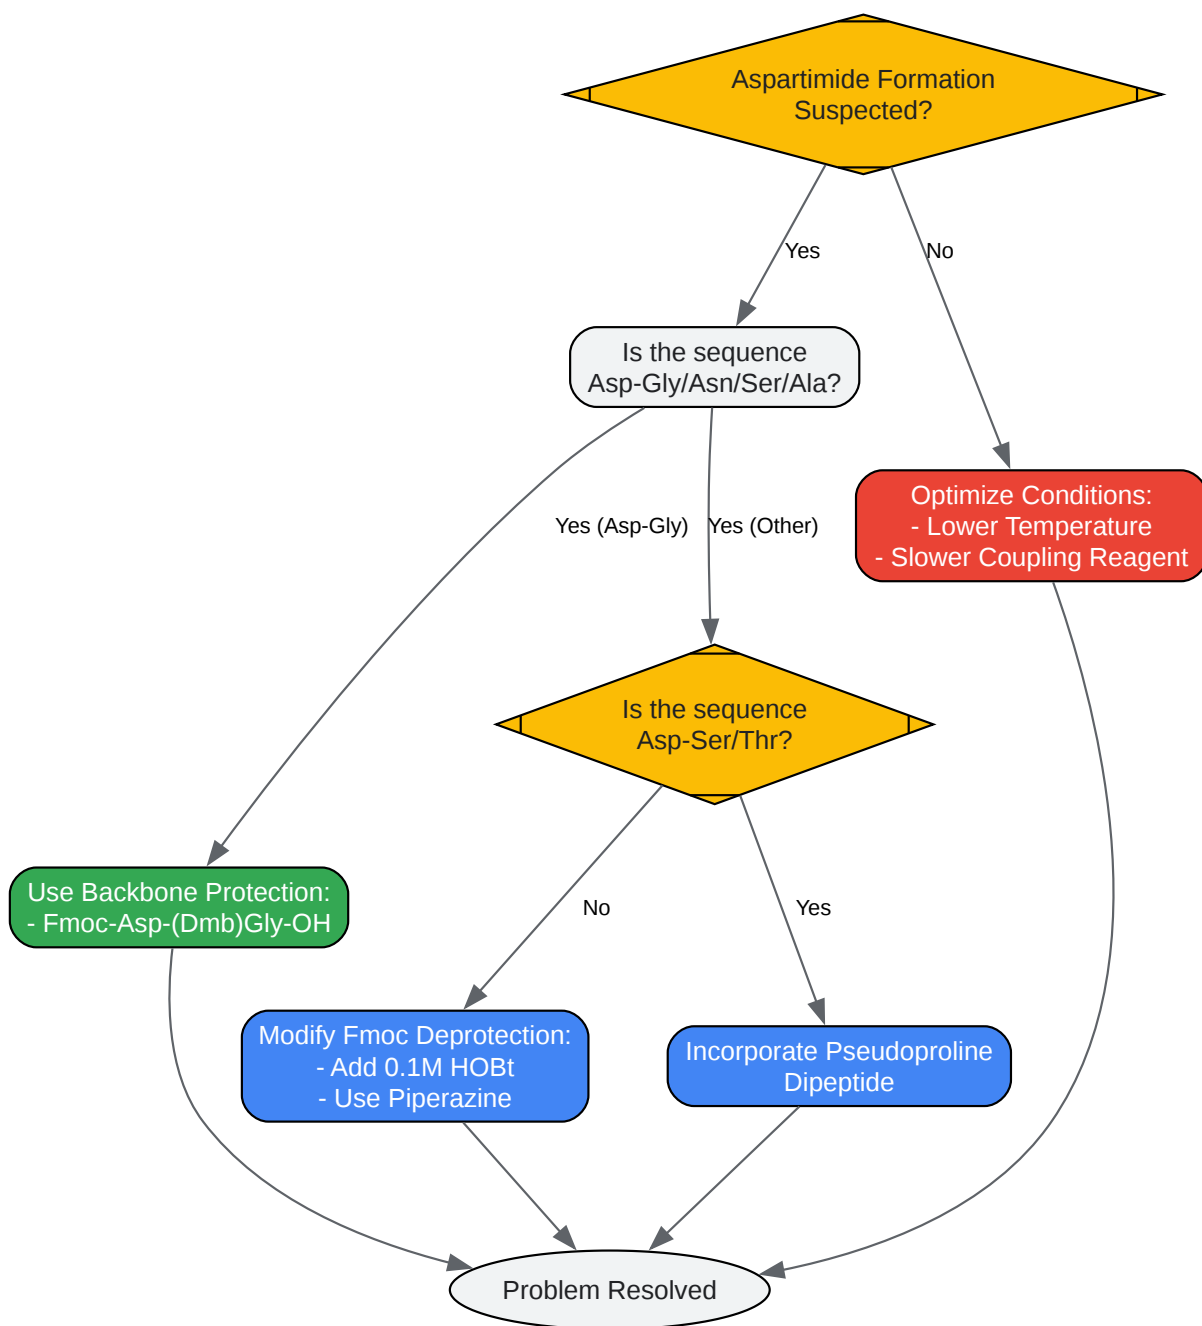 Aspartimide Formation
Suspected?
Yes
No
Is the sequence
Asp-Gly/Asn/Ser/Ala?
Optimize Conditions:
- Lower Temperature
- Slower Coupling Reagent
Yes (Asp-Gly)
Yes (Other)
Is the sequence
Asp-Ser/Thr?
Use Backbone Protection:
- Fmoc-Asp-(Dmb)Gly-OH
No
Yes
Modify Fmoc Deprotection:
- Add 0.1M HOBt
- Use Piperazine
Incorporate Pseudoproline
Dipeptide
Problem Resolved